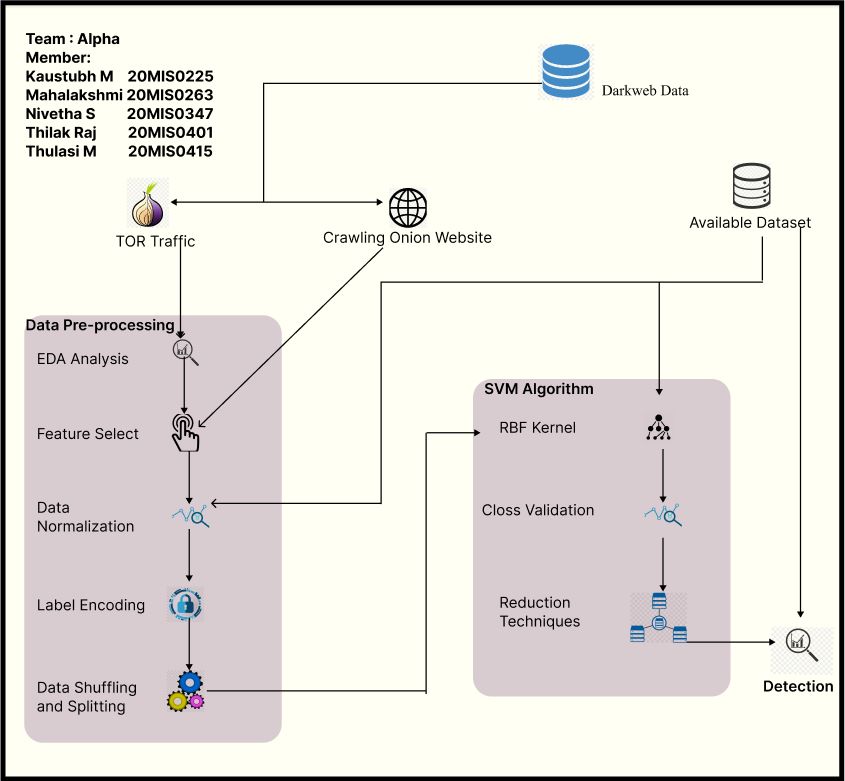 Team : Alpha
Member:
Kaustubh M 20MIS0225
Mahalakshmi 20MIS0263
Nivetha S 20MIS0347
Thilak Raj 20MIS0401
Thulasi M 20MIS0415
Darkweb Data
TOR Traffic
Crawling Onion Website
Available Dataset
Data Pre-processing
EDA Analysis
Feature Select
Data
Normalization
Label Encoding
Data Shuffling
and Splitting
SVM Algorithm
RBF Kernel
Closs Validation
Reduction
Techniques
Detection